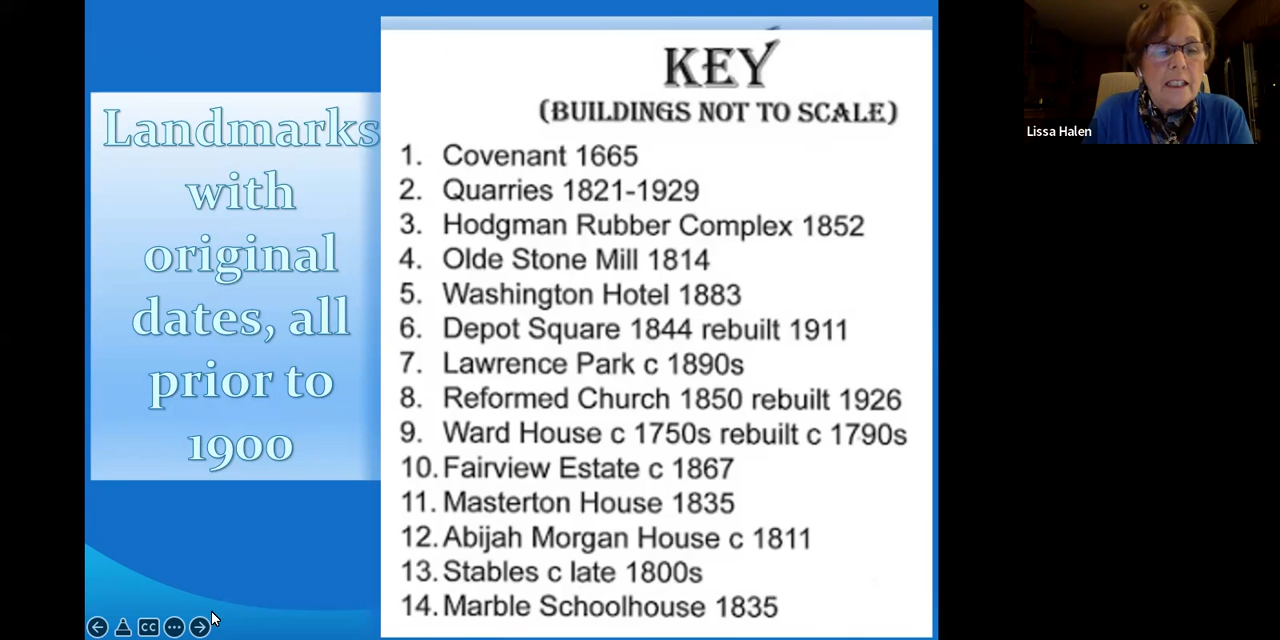 Landmarks
with
original
dates, all
prior to
1900
KEY
(BUILDINGS NOT TO SCALE)
1. Covenant 1665
2. Quarries 1821-1929
3. Hodgman Rubber Complex 1852
4. Olde Stone Mill 1814
5. Washington Hotel 1883
6. Depot Square 1844 rebuilt 1911
7. Lawrence Park c 1890s
8. Reformed Church 1850 rebuilt 1926
9. Ward House c 1750s rebuilt c 1790s
10. Fairview Estate c 1867
11. Masterton House 1835
12. Abijah Morgan House c 1811
13. Stables c late 1800s
14. Marble Schoolhouse 1835
CC
Lissa Halen